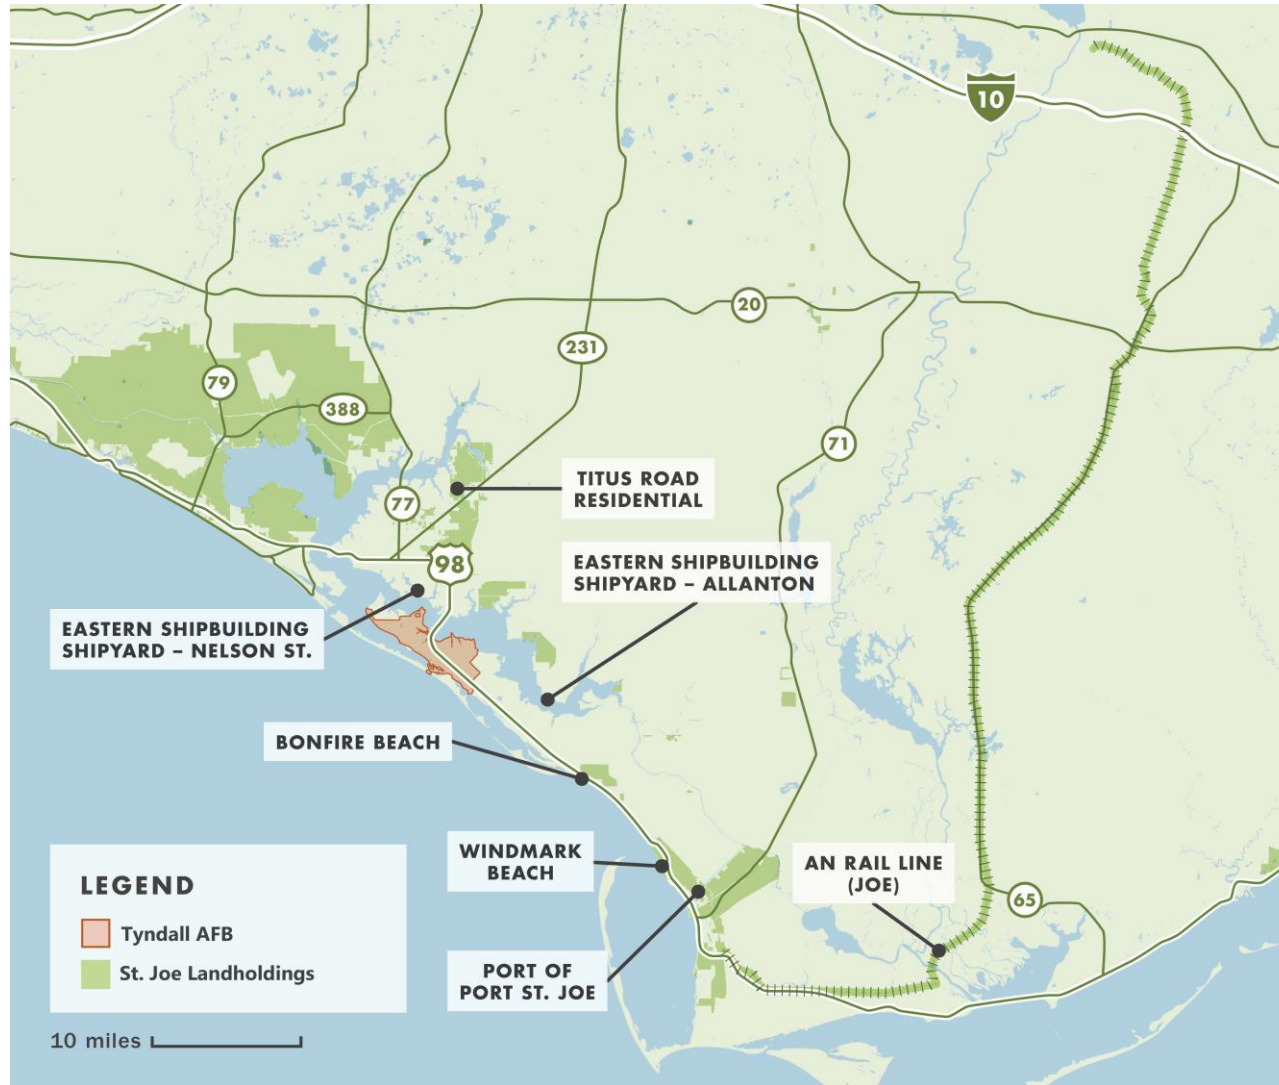 10
20
231
79
388
71
TITUS ROAD
RESIDENTIAL
77
98
EASTERN SHIPBUILDING
SHIPYARD – ALLANTON
EASTERN SHIPBUILDING
SHIPYARD – NELSON ST.
BONFIRE BEACH
WINDMARK
BEACH
AN RAIL LINE
(JOE)
65
PORT OF
PORT ST. JOE
LEGEND
Tyndall AFB
St. Joe Landholdings
10 miles